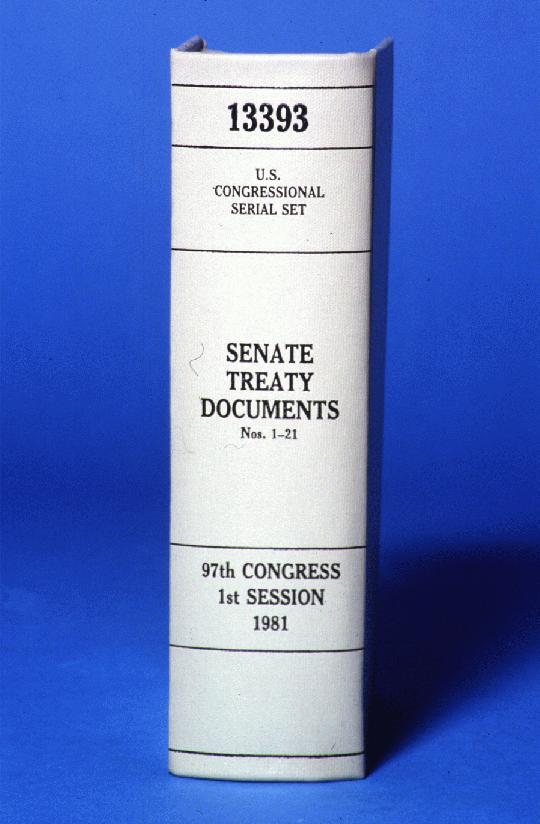 13393
U.S.
CONGRESSIONAL
SERIAL SET
SENATE
TREATY
DOCUMENTS
Nos. 1–21
97th CONGRESS
1st SESSION
1981